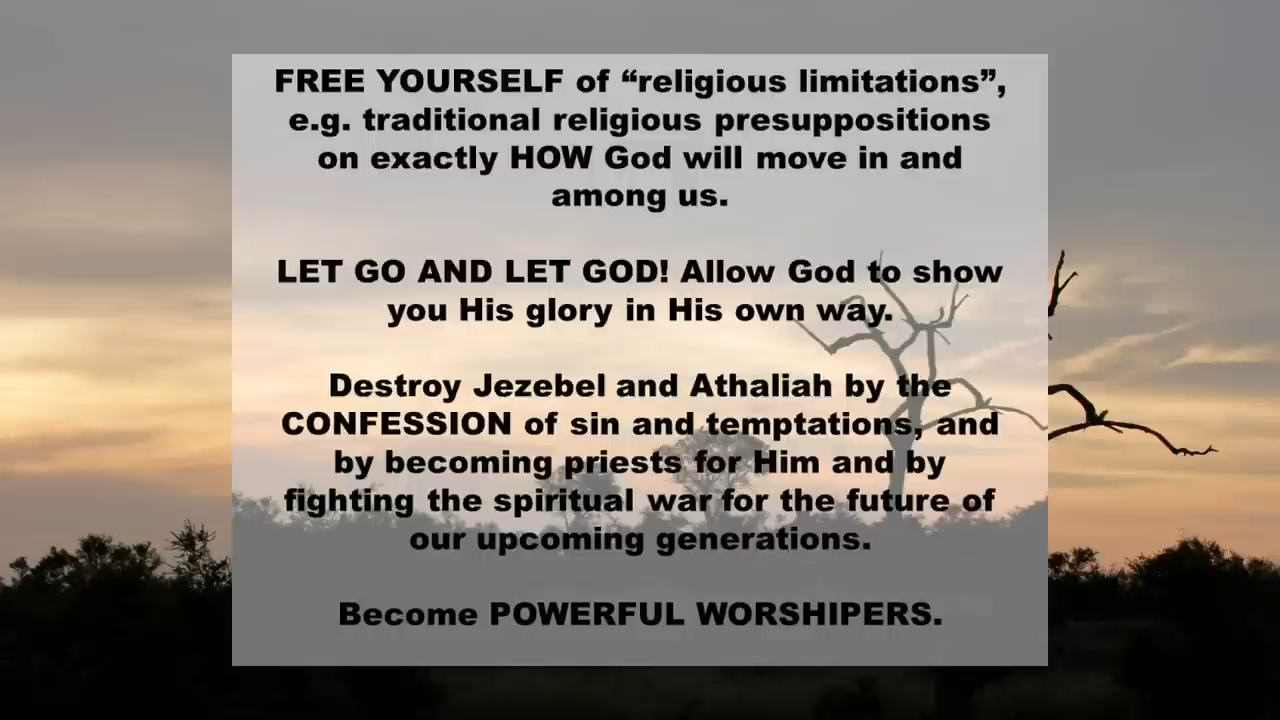 FREE YOURSELF of “religious limitations”,
e.g. traditional religious presuppositions
on exactly HOW God will move in and
among us.
LET GO AND LET GOD! Allow God to show
you His glory in His own way.
Destroy Jezebel and Athaliah by the
CONFESSION of sin and temptations, and
by becoming priests for Him and by
fighting the spiritual war for the future of
our upcoming generations.
Become POWERFUL WORSHIPERS.